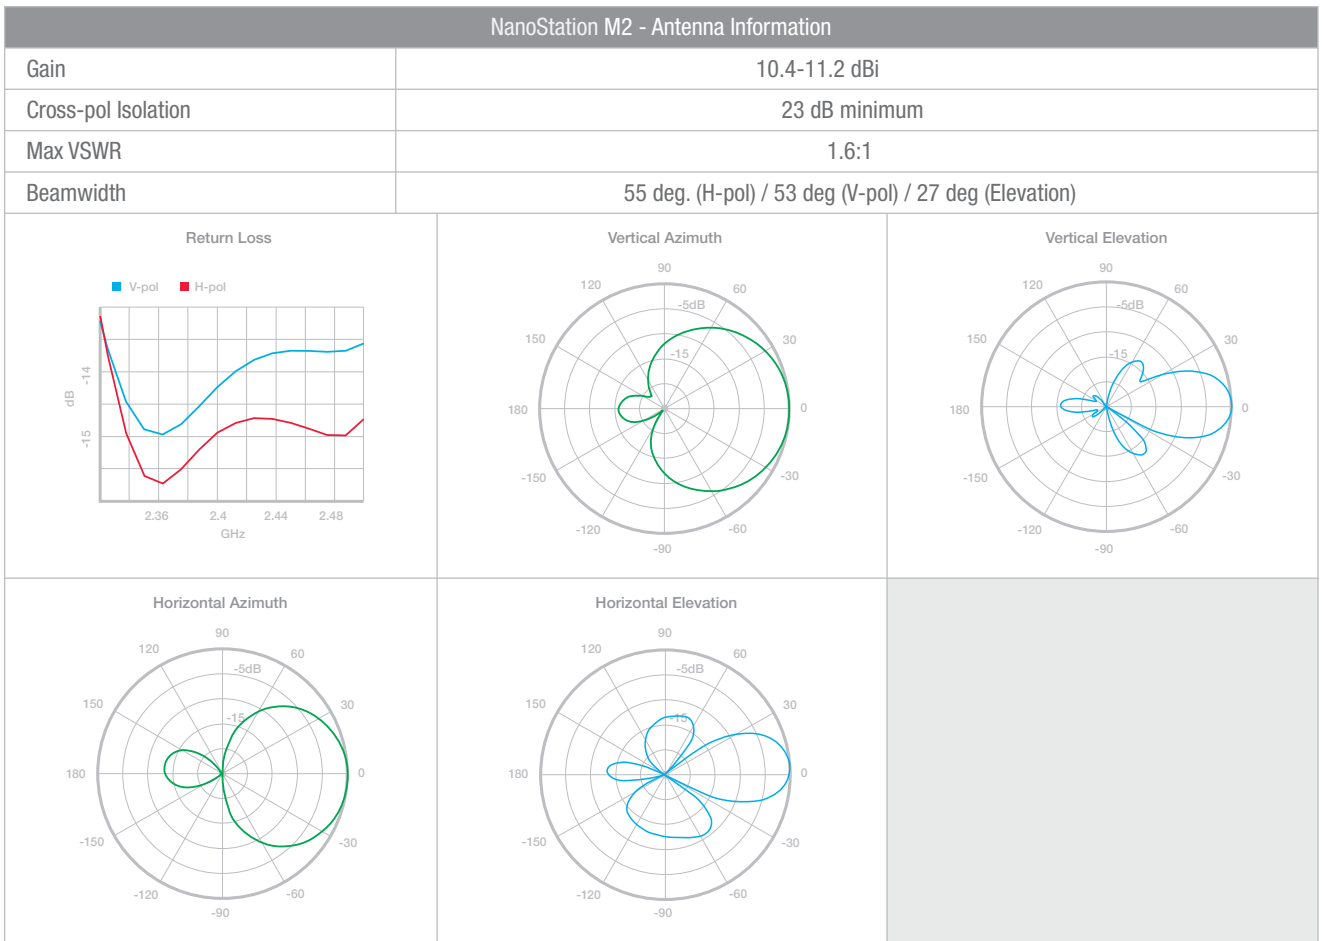 NanoStation M2 - Antenna Information
Gain 10.4-11.2 dBi
Cross-pol Isolation 23 dB minimum
Max VSWR 1.6:1
Beamwidth 55 deg. (H-pol) / 53 deg (V-pol) / 27 deg (Elevation)
Return Loss
V-pol H-pol
dB
-14
-15
2.36 2.4 2.44 2.48
GHz
Vertical Azimuth
90
120 60
-5dB
150 30
-15
180 0
-150 -30
-120 -60
-90
Vertical Elevation
90
120 60
-5dB
150 30
-15
180 0
-150 -30
-120 -60
-90
Horizontal Azimuth
90
120 60
-5dB
150 30
-15
180 0
-150 -30
-120 -60
-90
Horizontal Elevation
90
120 60
-5dB
150 30
-15
180 0
-150 -30
-120 -60
-90